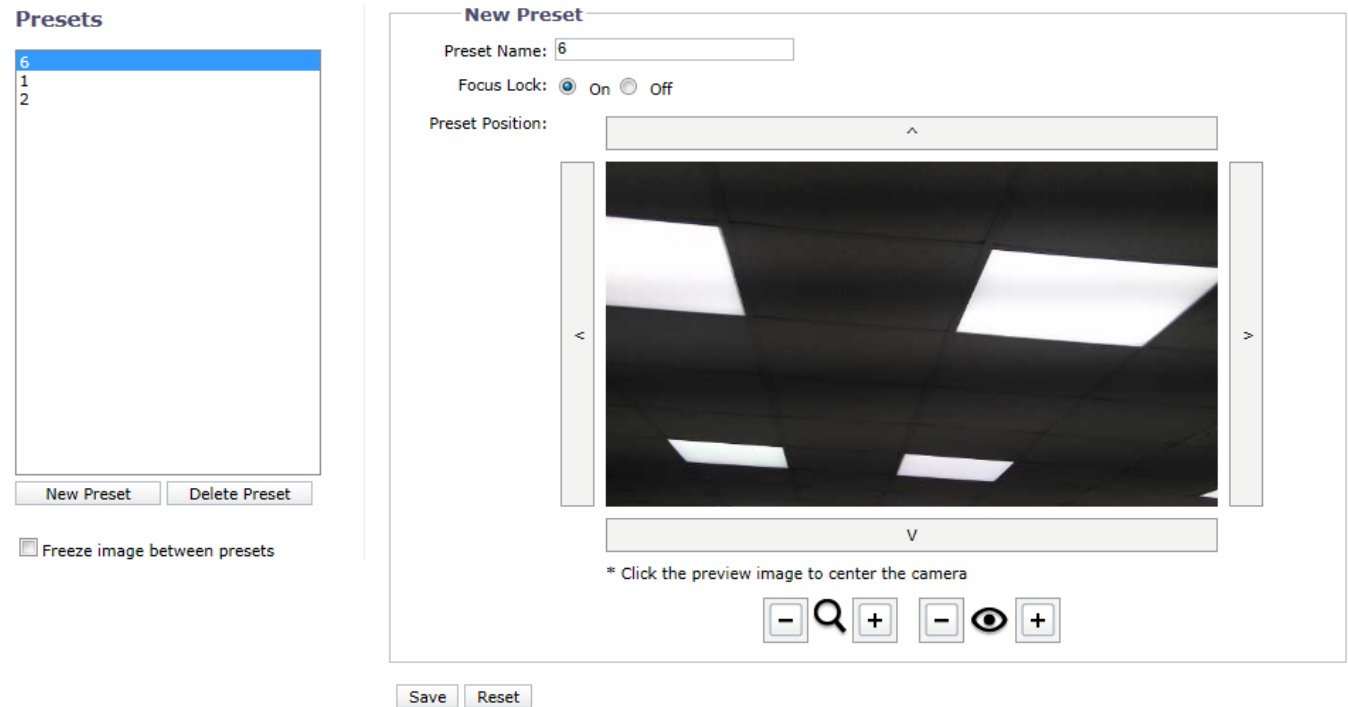 Presets
6
1
2
New Preset Delete Preset
Freeze image between presets
New Preset
Preset Name: 6
Focus Lock: On Off
Preset Position:
^
<
>
V
* Click the preview image to center the camera
- + - +
Save Reset